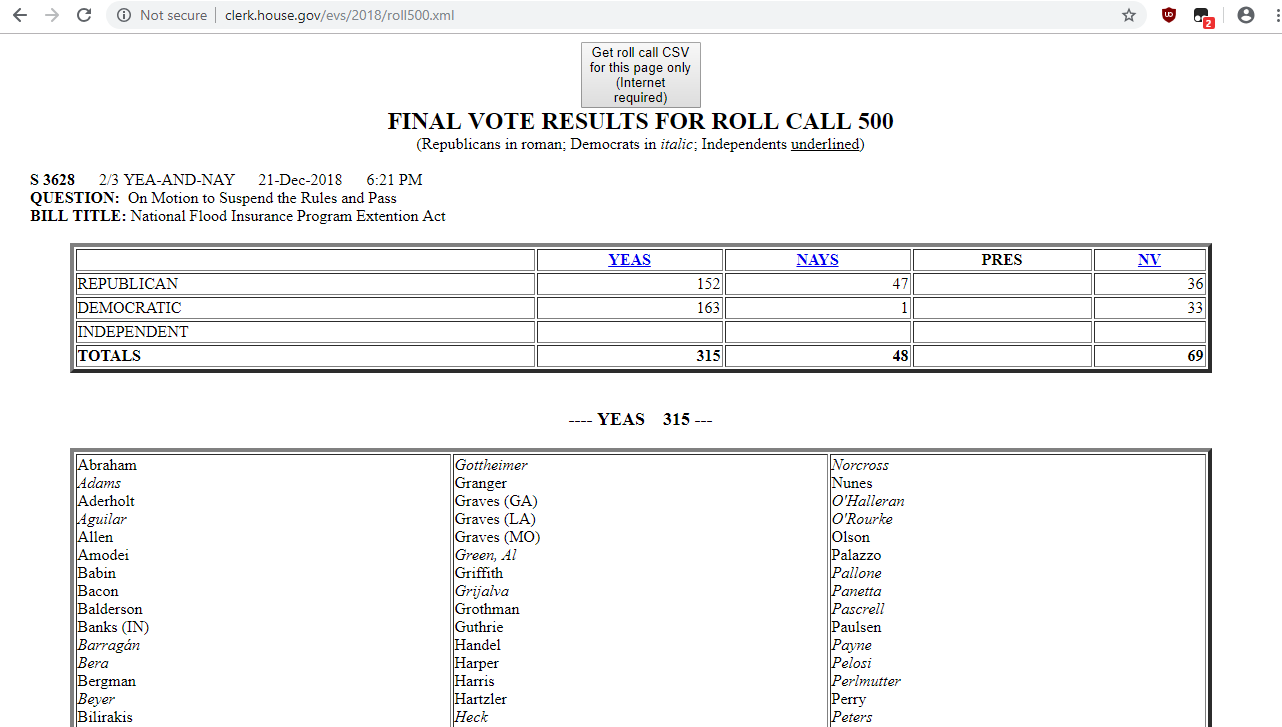 Not secure | clerk.house.gov/evs/2018/roll500.xml
2
Get roll call CSV
for this page only
(Internet
required)
FINAL VOTE RESULTS FOR ROLL CALL 500
(Republicans in roman; Democrats in italic; Independents underlined)
S 3628 2/3 YEA-AND-NAY 21-Dec-2018 6:21 PM
QUESTION: On Motion to Suspend the Rules and Pass
BILL TITLE: National Flood Insurance Program Extention Act
YEAS NAYS PRES NV
REPUBLICAN 152 47 36
DEMOCRATIC 163 1 33
INDEPENDENT
TOTALS 315 48 69
---- YEAS 315 ---
Abraham
Adams
Aderholt
Aguilar
Allen
Amodei
Babin
Bacon
Balderson
Banks (IN)
Barragán
Bera
Bergman
Beyer
Bilirakis
Gottheimer
Granger
Graves (GA)
Graves (LA)
Graves (MO)
Green, Al
Griffith
Grijalva
Grothman
Guthrie
Handel
Harper
Harris
Hartzler
Heck
Norcross
Nunes
O'Halleran
O'Rourke
Olson
Palazzo
Pallone
Panetta
Pascrell
Paulsen
Payne
Pelosi
Perlmutter
Perry
Peters